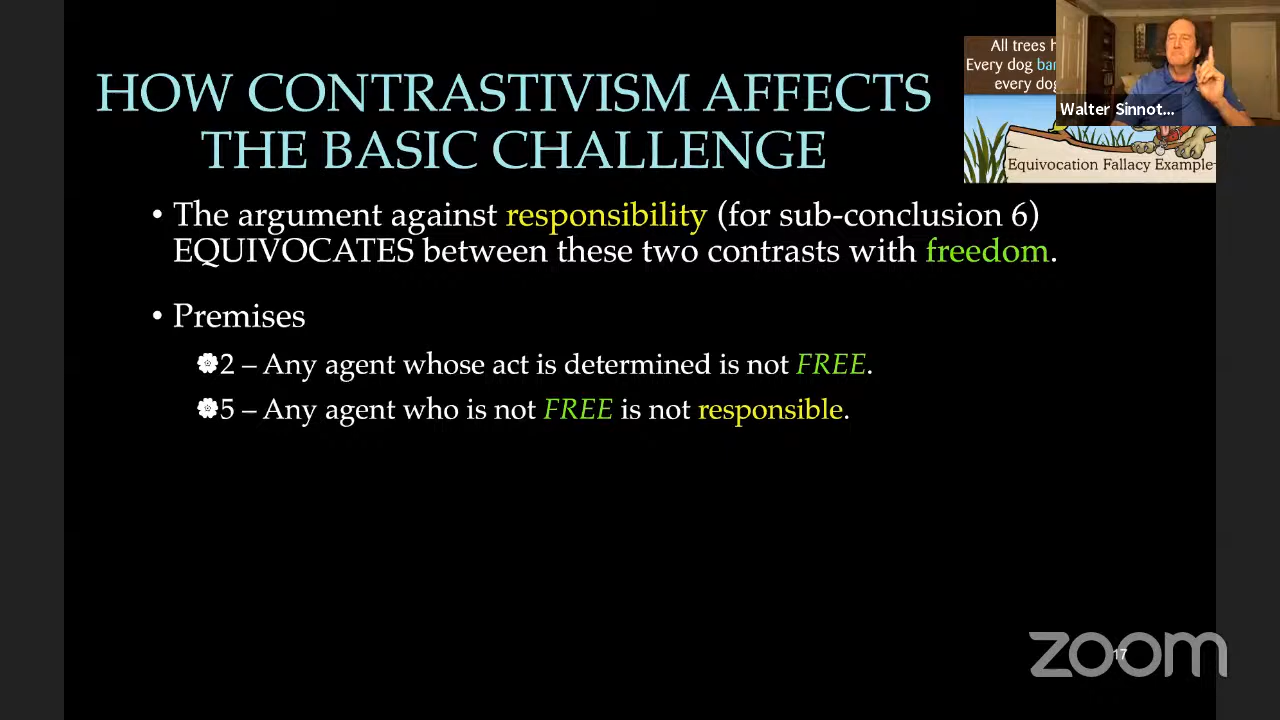 HOW CONTRASTIVISM AFFECTS
THE BASIC CHALLENGE
All trees h
Every dog bar
every dog
Walter Sinnot...
Equivocation Fallacy Example
• The argument against responsibility (for sub-conclusion 6)
EQUIVOCATES between these two contrasts with freedom.
• Premises
2 – Any agent whose act is determined is not FREE.
5 – Any agent who is not FREE is not responsible.
zoom
17